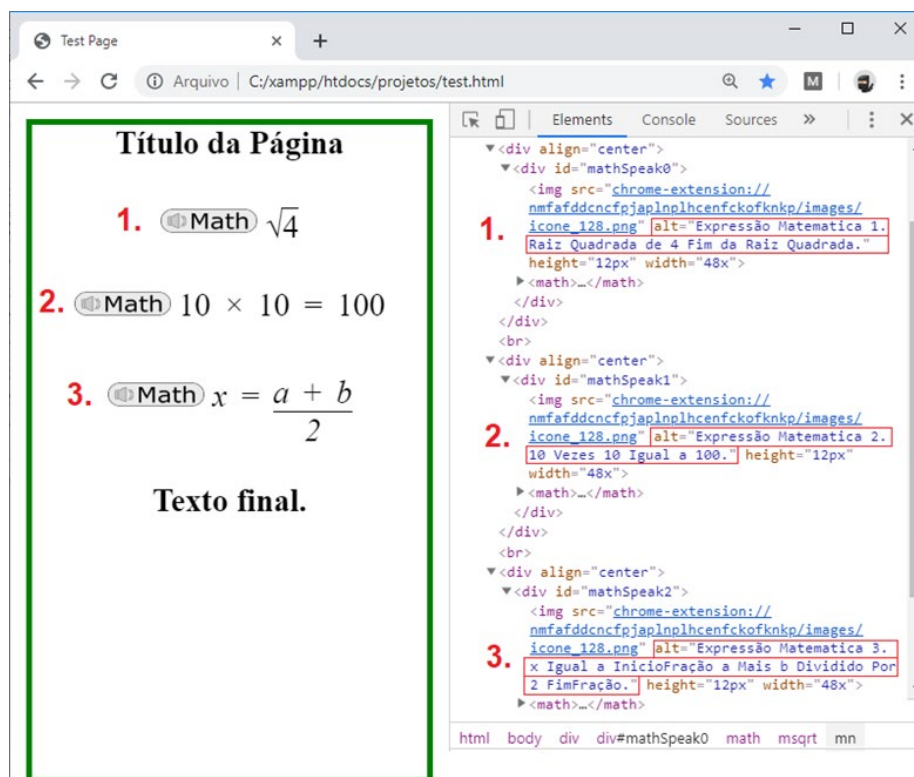 Test Page × +
Arquivo | C:/xampp/htdocs/projetos/test.html M
Título da Página
1. Math √4
2. Math 10 × 10 = 100
3. Math x = a + b
2
Texto final.
Elements Console Sources »
▼<div align="center">
▼<div id="mathSpeak0">
<img src="chrome-extension://
nmfafddcncfpjaplnplhcenfckofknkp/images/
1. icone_128.png" alt="Expressão Matematica 1.
Raiz Quadrada de 4 Fim da Raiz Quadrada."
height="12px" width="48x">
▶<math>…</math>
</div>
</div>
<br>
▼<div align="center">
▼<div id="mathSpeak1">
<img src="chrome-extension://
nmfafddcncfpjaplnplhcenfckofknkp/images/
2. icone_128.png" alt="Expressão Matematica 2.
10 Vezes 10 Igual a 100." height="12px"
width="48x">
▶<math>…</math>
</div>
</div>
<br>
▼<div align="center">
▼<div id="mathSpeak2">
<img src="chrome-extension://
nmfafddcncfpjaplnplhcenfckofknkp/images/
3. icone_128.png" alt="Expressão Matematica 3.
x Igual a InicioFração a Mais b Dividido Por
2 FimFração." height="12px" width="48x">
▶<math>…</math>
html body div div#mathSpeak0 math msqrt mn